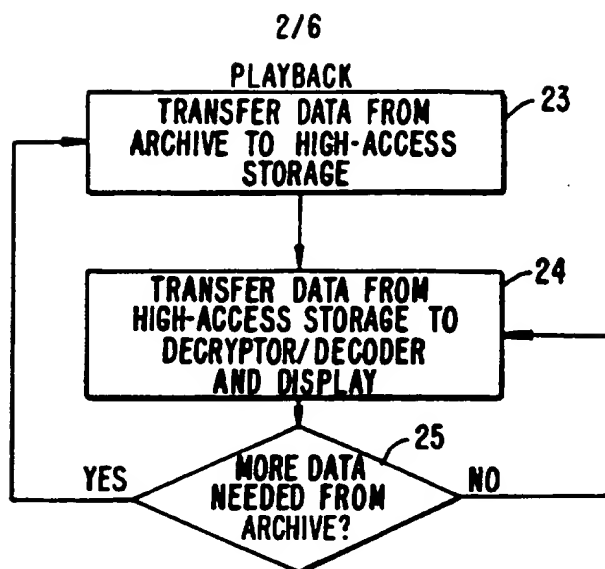 2/6
PLAYBACK
TRANSFER DATA FROM
ARCHIVE TO HIGH-ACCESS
STORAGE
23
TRANSFER DATA FROM
HIGH-ACCESS STORAGE TO
DECRYPTOR/DECODER
AND DISPLAY
24
25
YES
MORE DATA
NEEDED FROM
ARCHIVE?
NO